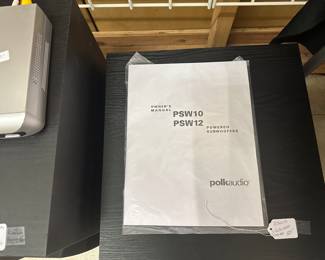 OWNER'S
MANUAL
PSW10
PSW12
POWERED
SUBWOOFERS
polkaudio